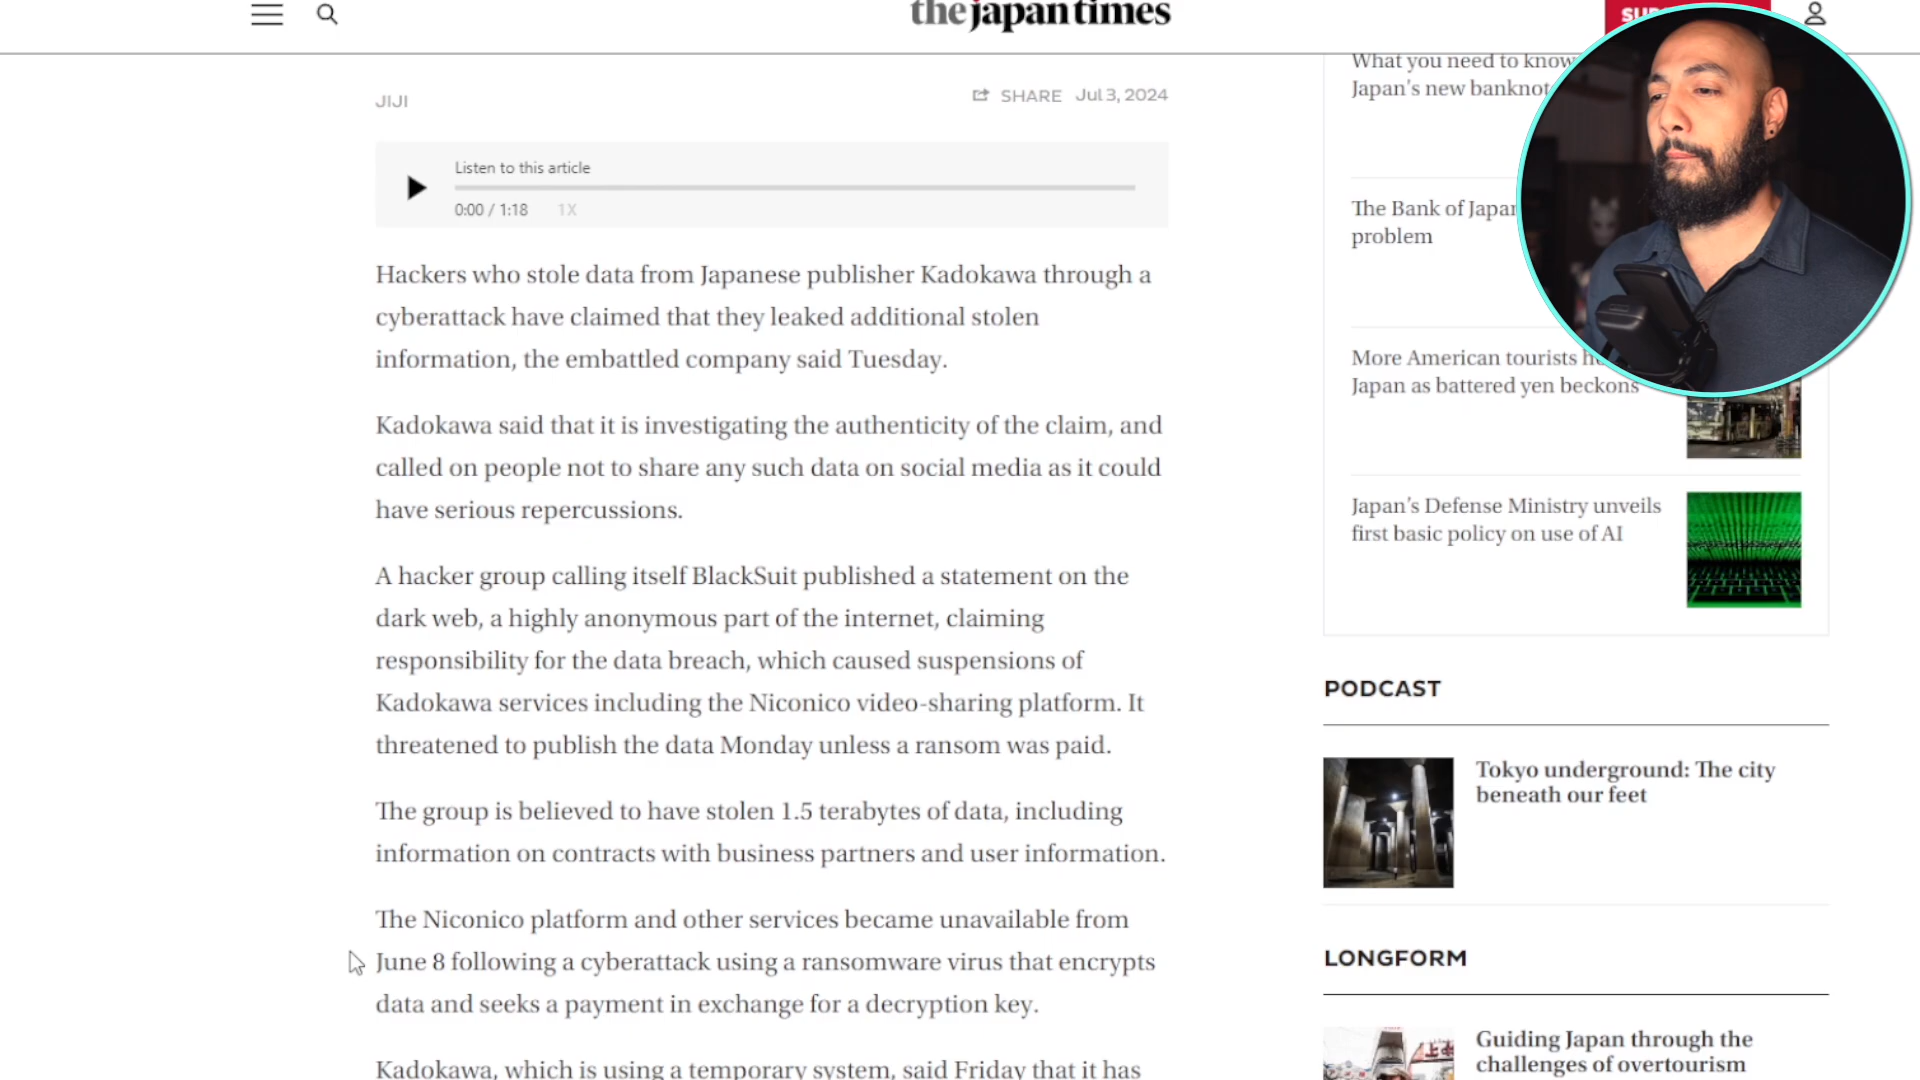 the japan times
JIJI
SHARE Jul 3, 2024
Listen to this article
0:00 / 1:18 1X
Hackers who stole data from Japanese publisher Kadokawa through a
cyberattack have claimed that they leaked additional stolen
information, the embattled company said Tuesday.
Kadokawa said that it is investigating the authenticity of the claim, and
called on people not to share any such data on social media as it could
have serious repercussions.
A hacker group calling itself BlackSuit published a statement on the
dark web, a highly anonymous part of the internet, claiming
responsibility for the data breach, which caused suspensions of
Kadokawa services including the Niconico video-sharing platform. It
threatened to publish the data Monday unless a ransom was paid.
The group is believed to have stolen 1.5 terabytes of data, including
information on contracts with business partners and user information.
The Niconico platform and other services became unavailable from
June 8 following a cyberattack using a ransomware virus that encrypts
data and seeks a payment in exchange for a decryption key.
Kadokawa, which is using a temporary system, said Friday that it has
What you need to know
Japan's new
The Bank of
problem
More American tourists
Japan as battered yen beckons
Japan's Defense Ministry unveils
first basic policy on use of AI
PODCAST
Tokyo underground: The city
beneath our feet
LONGFORM
Guiding Japan through the
challenges of overtourism